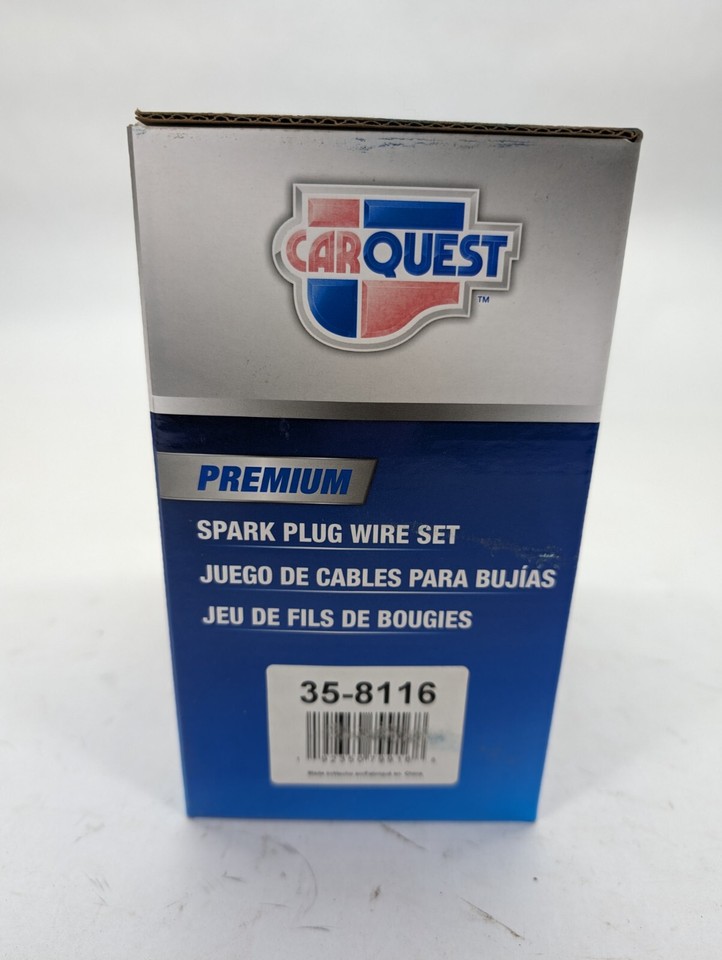 CARQUEST
TM
PREMIUM
SPARK PLUG WIRE SET
JUEGO DE CABLES PARA BUJÍAS
JEU DE FILS DE BOUGIES
35-8116